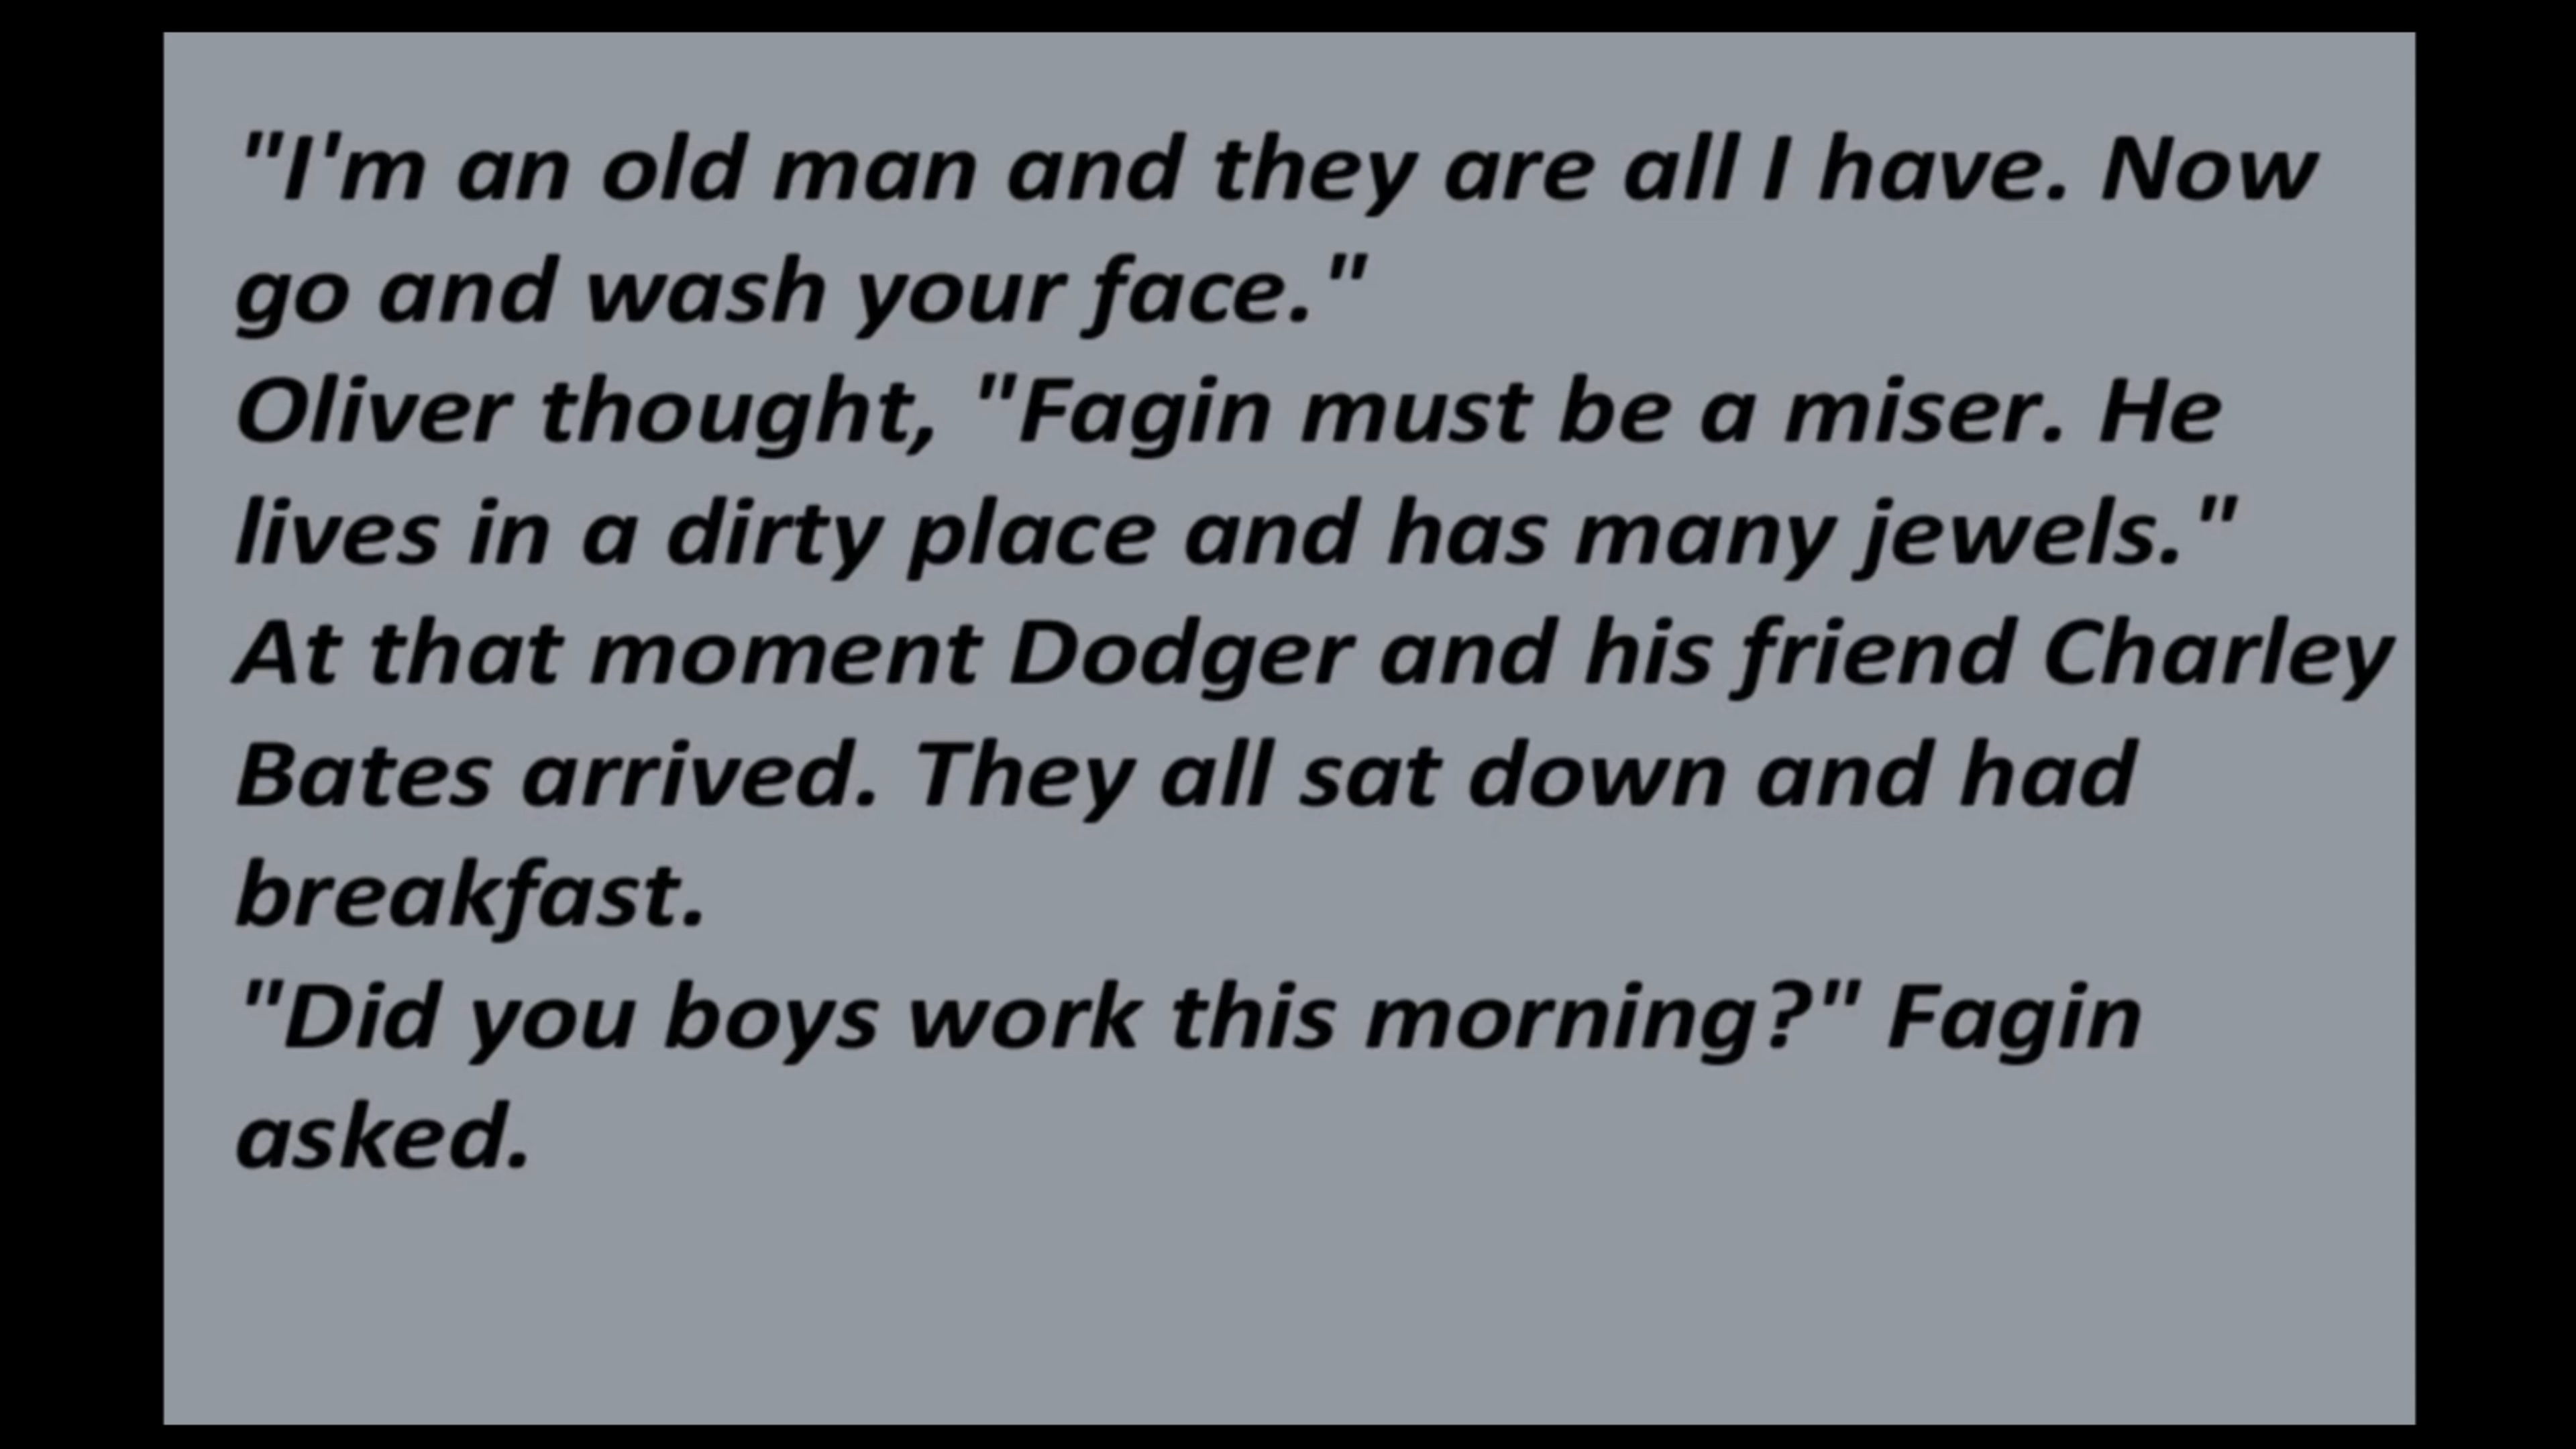 "I'm an old man and they are all I have. Now
go and wash your face."
Oliver thought, "Fagin must be a miser. He
lives in a dirty place and has many jewels."
At that moment Dodger and his friend Charley
Bates arrived. They all sat down and had
breakfast.
"Did you boys work this morning?" Fagin
asked.